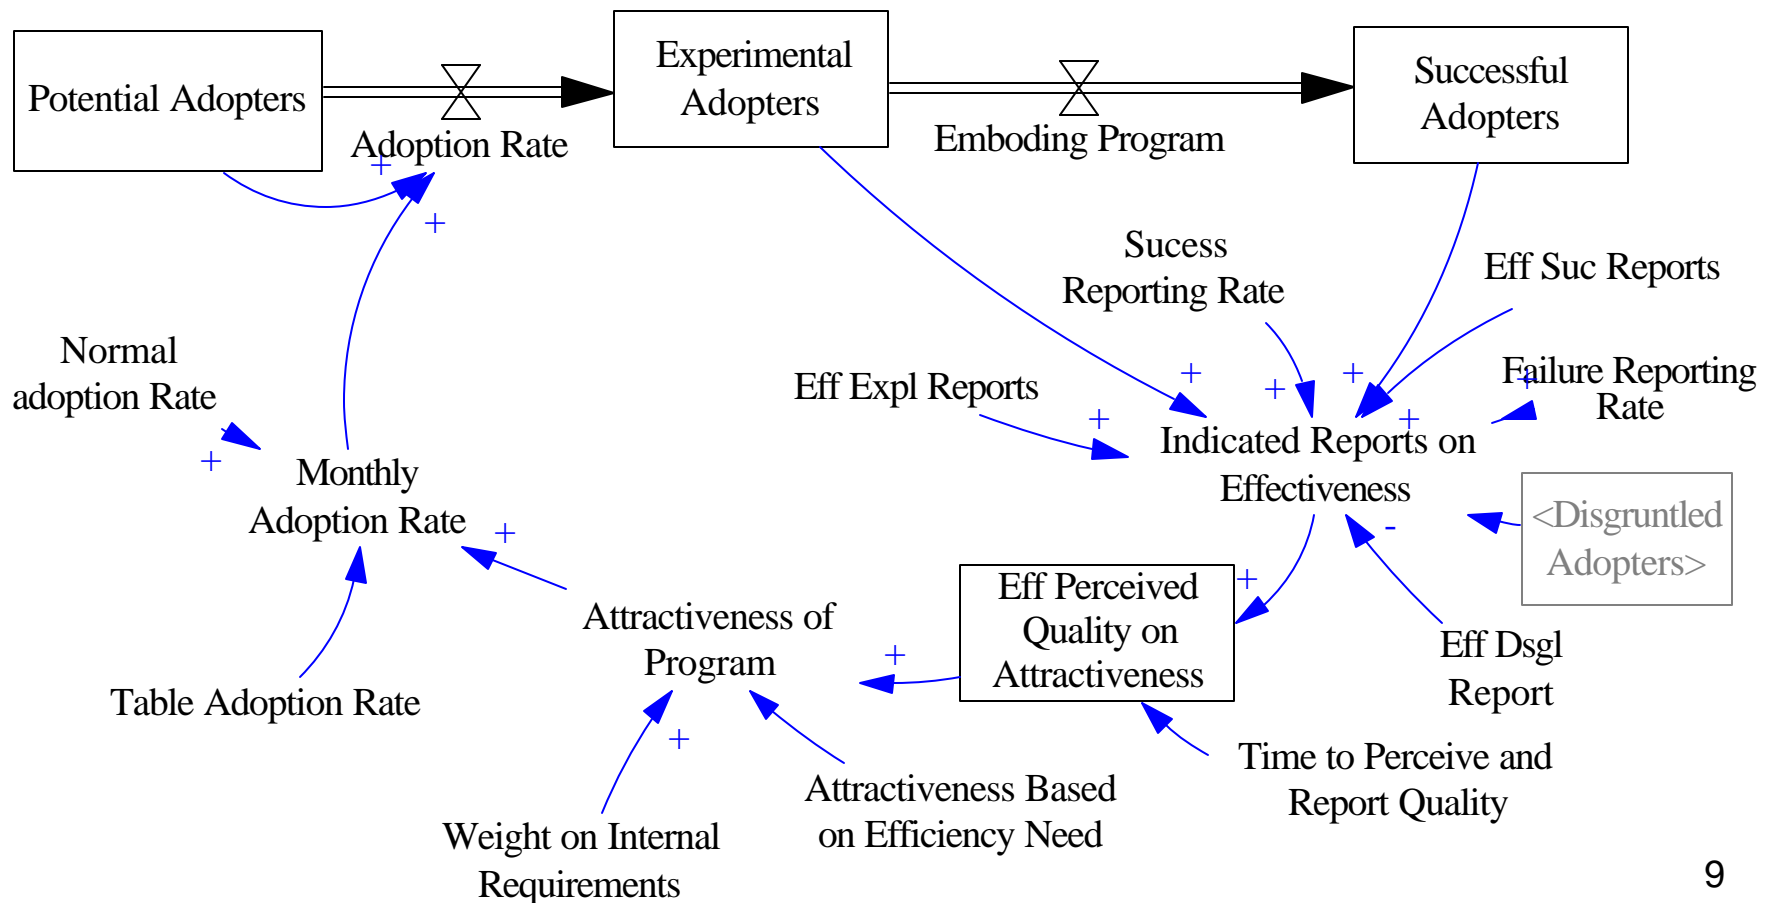 Potential Adopters
Experimental
Adopters
Successful
Adopters
Adoption Rate
Emboding Program
+
+
Sucess
Reporting Rate
Eff Suc Reports
Normal
adoption Rate
+
Eff Expl Reports
+
+
+
+
+
Failure Reporting
Rate
+
Indicated Reports on
Effectiveness
-
<Disgruntled
Adopters>
Monthly
Adoption Rate
+
Eff Perceived
Quality on
Attractiveness
+
Attractiveness of
Program
+
Eff Dsgl
Report
Table Adoption Rate
+
Time to Perceive and
Report Quality
Attractiveness Based
on Efficiency Need
Weight on Internal
Requirements
9